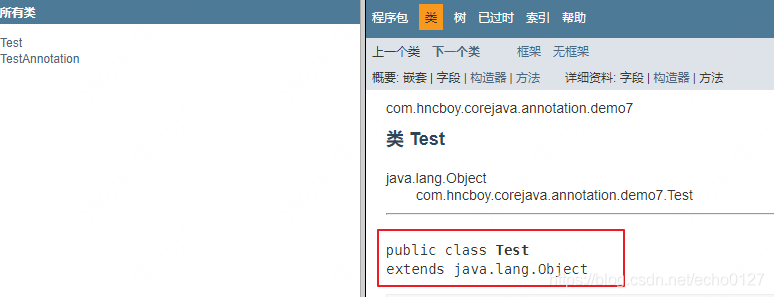 所有类
Test
TestAnnotation
程序包 类 树 已过时 索引 帮助
上一个类 下一个类 框架 无框架
概要: 嵌套 | 字段 | 构造器 | 方法 详细资料: 字段 | 构造器 | 方法
com.hncboy.corejava.annotation.demo7
类 Test
java.lang.Object
com.hncboy.corejava.annotation.demo7.Test
public class Test
extends java.lang.Object
https://blog.csdn.net/echo0127